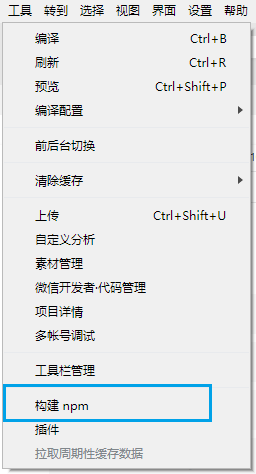 工具 转到 选择 视图 界面 设置 帮助
编译 Ctrl+B
刷新 Ctrl+R
预览 Ctrl+Shift+P
编译配置
前后台切换
清除缓存
上传 Ctrl+Shift+U
自定义分析
素材管理
微信开发者·代码管理
项目详情
多帐号调试
工具栏管理
构建 npm
插件
拉取周期性缓存数据